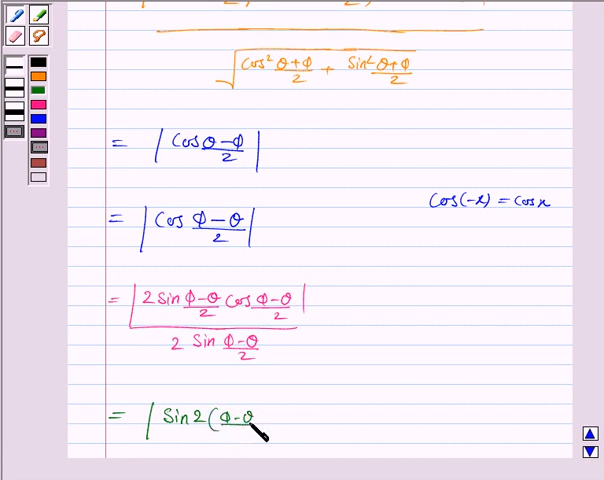 √(cos² (θ+ϕ)/2 + Sin² (θ+ϕ)/2)
= |cos (θ−ϕ)/2|
= |cos (ϕ−θ)/2|
cos(-x) = cosx
= |2 sin (ϕ−θ)/2 cos (ϕ−θ)/2|
2 Sin (ϕ−θ)/2
= | Sin 2 (ϕ-θ